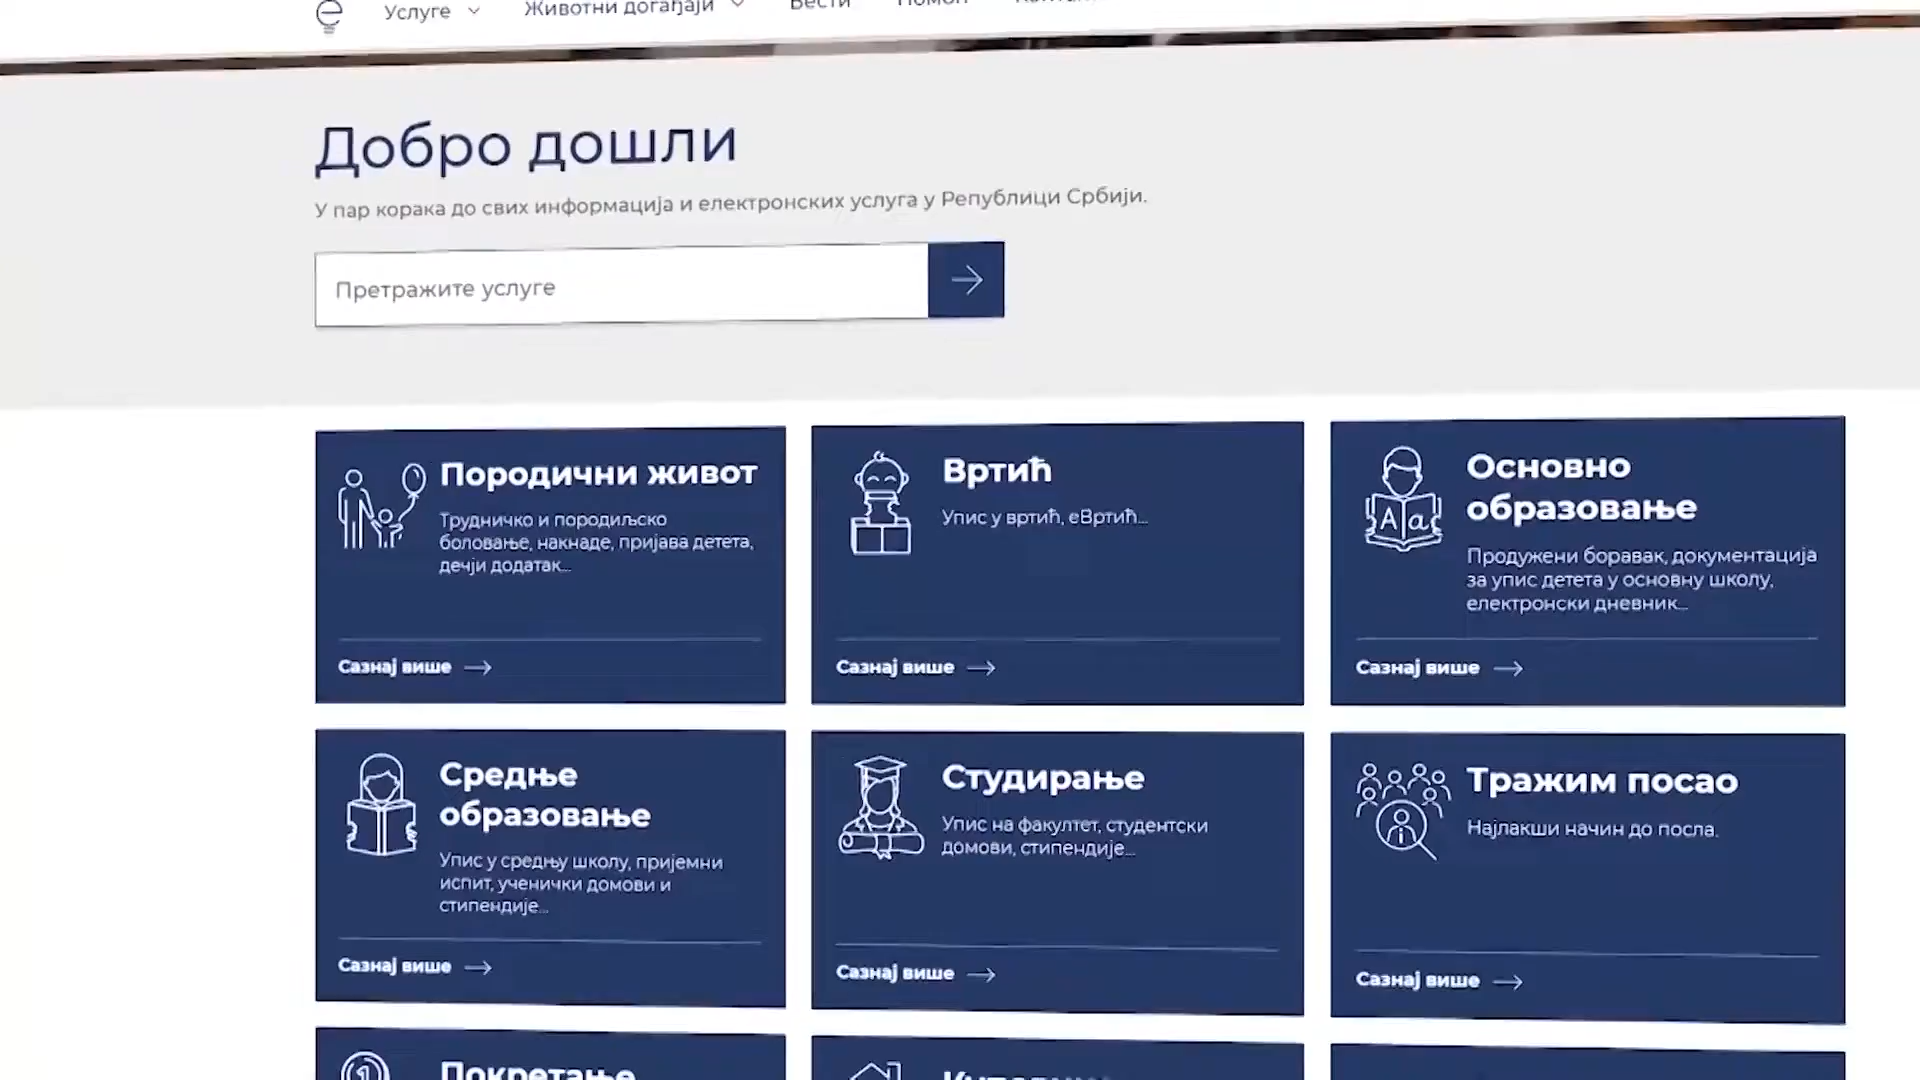 Услуге
Животни догађаји
Вести
Помоћ
Добро дошли
У пар корака до свих информација и електронских услуга у Републици Србији.
Претражите услуге
Породични живот
Трудничко и породиљско
боловање, накнаде, пријава детета,
дечји додатак...
Сазнај више
Вртић
Упис у вртић, еВртић...
Сазнај више
Основно
образовање
Продужени боравак, документација
за упис детета у основну школу,
електронски дневник...
Сазнај више
Средње
образовање
Упис у средњу школу, пријемни
испит, ученички домови и
стипендије...
Сазнај више
Студирање
Упис на факултет, студентски
домови, стипендије...
Сазнај више
Тражим посао
Најлакши начин до посла.
Сазнај више
Покретање